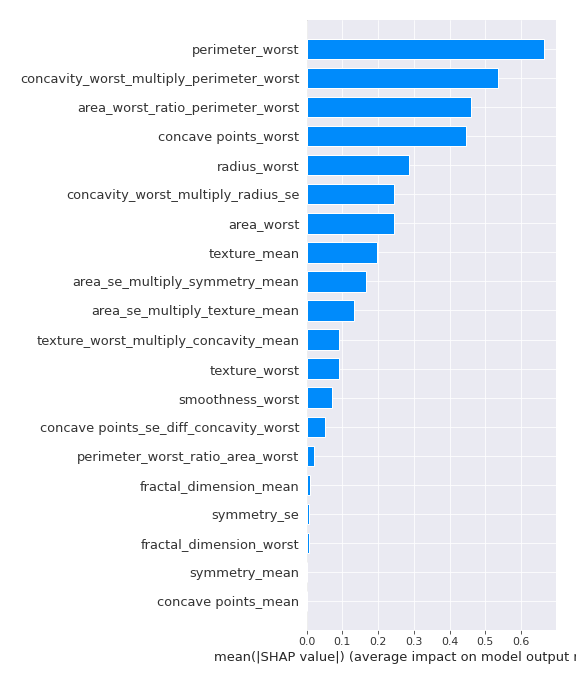 perimeter_worst
concavity_worst_multiply_perimeter_worst
area_worst_ratio_perimeter_worst
concave points_worst
radius_worst
concavity_worst_multiply_radius_se
area_worst
texture_mean
area_se_multiply_symmetry_mean
area_se_multiply_texture_mean
texture_worst_multiply_concavity_mean
texture_worst
smoothness_worst
concave points_se_diff_concavity_worst
perimeter_worst_ratio_area_worst
fractal_dimension_mean
symmetry_se
fractal_dimension_worst
symmetry_mean
concave points_mean
0.0 0.1 0.2 0.3 0.4 0.5 0.6
mean(|SHAP value|) (average impact on model output